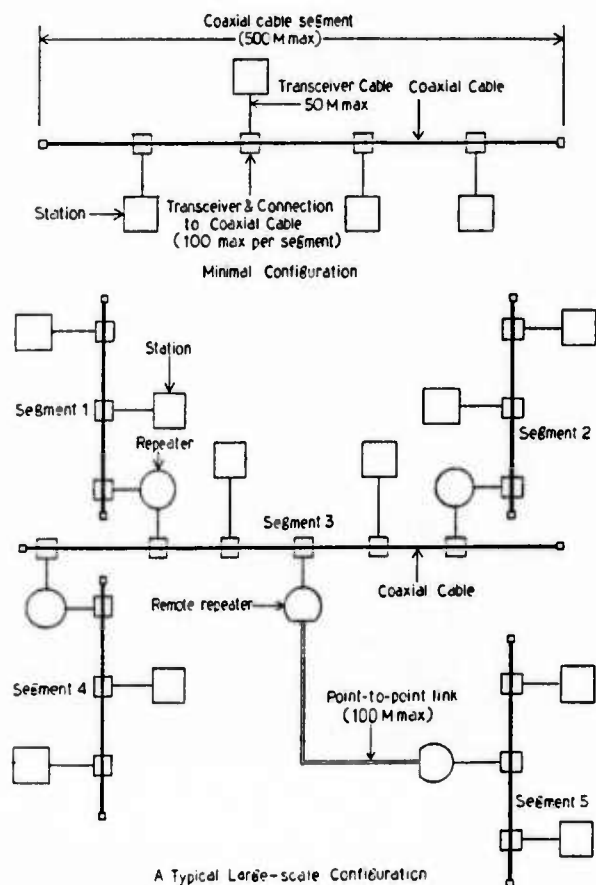 Coaxial cable segment
(500 M max)
Transceiver Cable
50 M max
Coaxial Cable
Station
Transceiver & Connection
to Coaxial Cable
(100 max per segment)
Minimal Configuration
Station
Segment 1
Repeater
Segment 2
Segment 3
Coaxial Cable
Remote repeater
Segment 4
Point-to-point link
(100 M max)
Segment 5
A Typical Large-scale Configuration